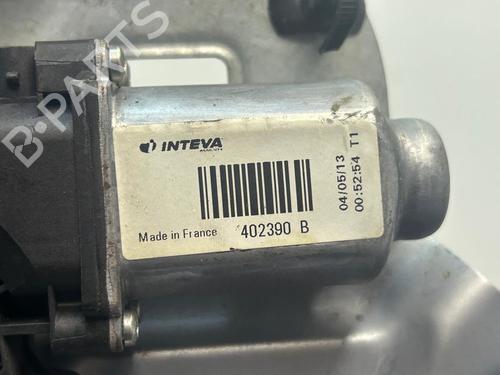 INTEVA
Made in France
402390 B
04/05/13
00:52:54 T1
B-PARTS